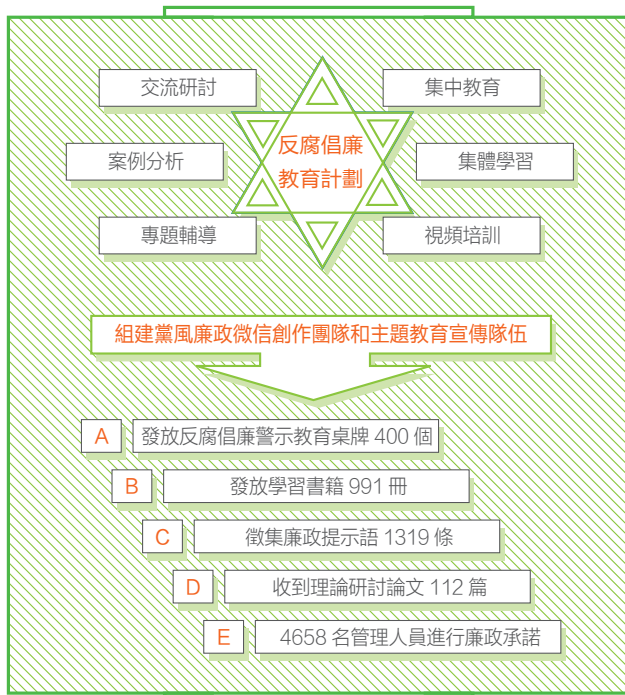 交流研討
集中教育
反腐倡廉
教育計劃
案例分析
集體學習
專題輔導
視頻培訓
組建黨風廉政微信創作團隊和主題教育宣傳隊伍
A 發放反腐倡廉警示教育桌牌 400 個
B 發放學習書籍 991 冊
C 徵集廉政提示語 1319 條
D 收到理論研討論文 112 篇
E 4658 名管理人員進行廉政承諾